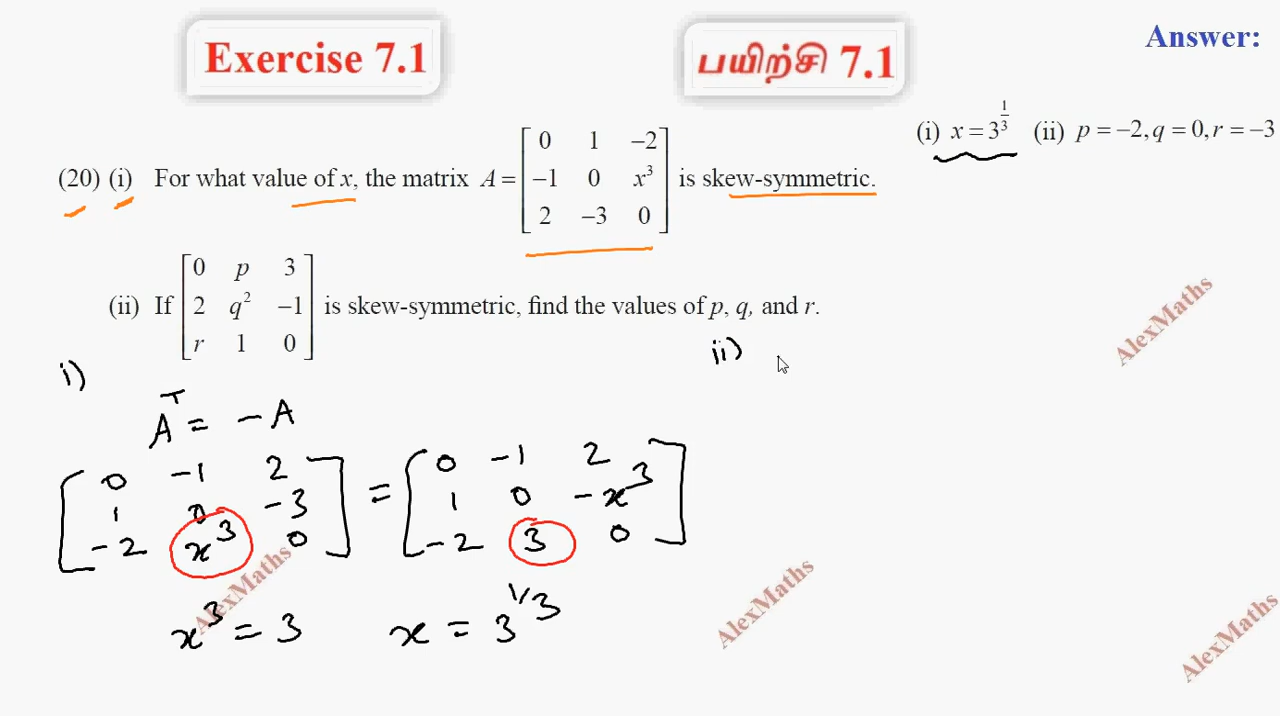 Exercise 7.1
பயிற்சி 7.1
Answer:
(i) x = 3^(1/3) (ii) p = −2, q = 0, r = −3
(20) (i) For what value of x, the matrix A = [0 1 −2; −1 0 x³; 2 −3 0] is skew-symmetric.
(ii) If [0 p 3; 2 q² −1; r 1 0] is skew-symmetric, find the values of p, q, and r.
i)
ii)
A^T = −A
[0 −1 2; 1 0 −3; −2 x³ 0] = [0 −1 2; 1 0 −x³; −2 3 0]
x³ = 3 x = 3^(1/3)
AlexMaths
AlexMaths
AlexMaths
AlexMaths